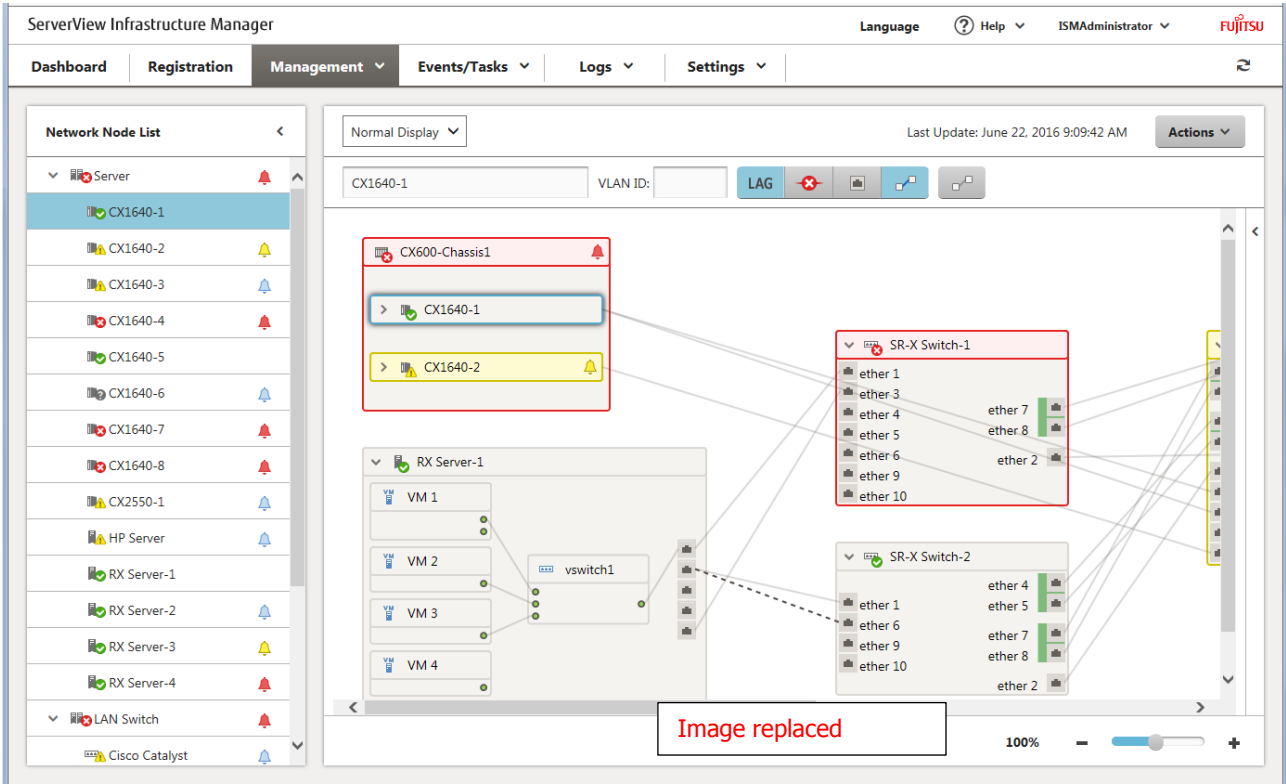 ServerView Infrastructure Manager
Language
Help
ISMAdministrator
FUJITSU
Dashboard
Registration
Management
Events/Tasks
Logs
Settings
Network Node List
Server
CX1640-1
CX1640-2
CX1640-3
CX1640-4
CX1640-5
CX1640-6
CX1640-7
CX1640-8
CX2550-1
HP Server
RX Server-1
RX Server-2
RX Server-3
RX Server-4
LAN Switch
Cisco Catalyst
Normal Display
Last Update: June 22, 2016 9:09:42 AM
Actions
CX1640-1
VLAN ID:
LAG
CX600-Chassis1
CX1640-1
CX1640-2
RX Server-1
VM 1
VM 2
VM 3
VM 4
vswitch1
SR-X Switch-1
ether 1
ether 3
ether 4
ether 5
ether 6
ether 9
ether 10
ether 7
ether 8
ether 2
SR-X Switch-2
ether 1
ether 6
ether 9
ether 10
ether 4
ether 5
ether 7
ether 8
ether 2
Image replaced
100%